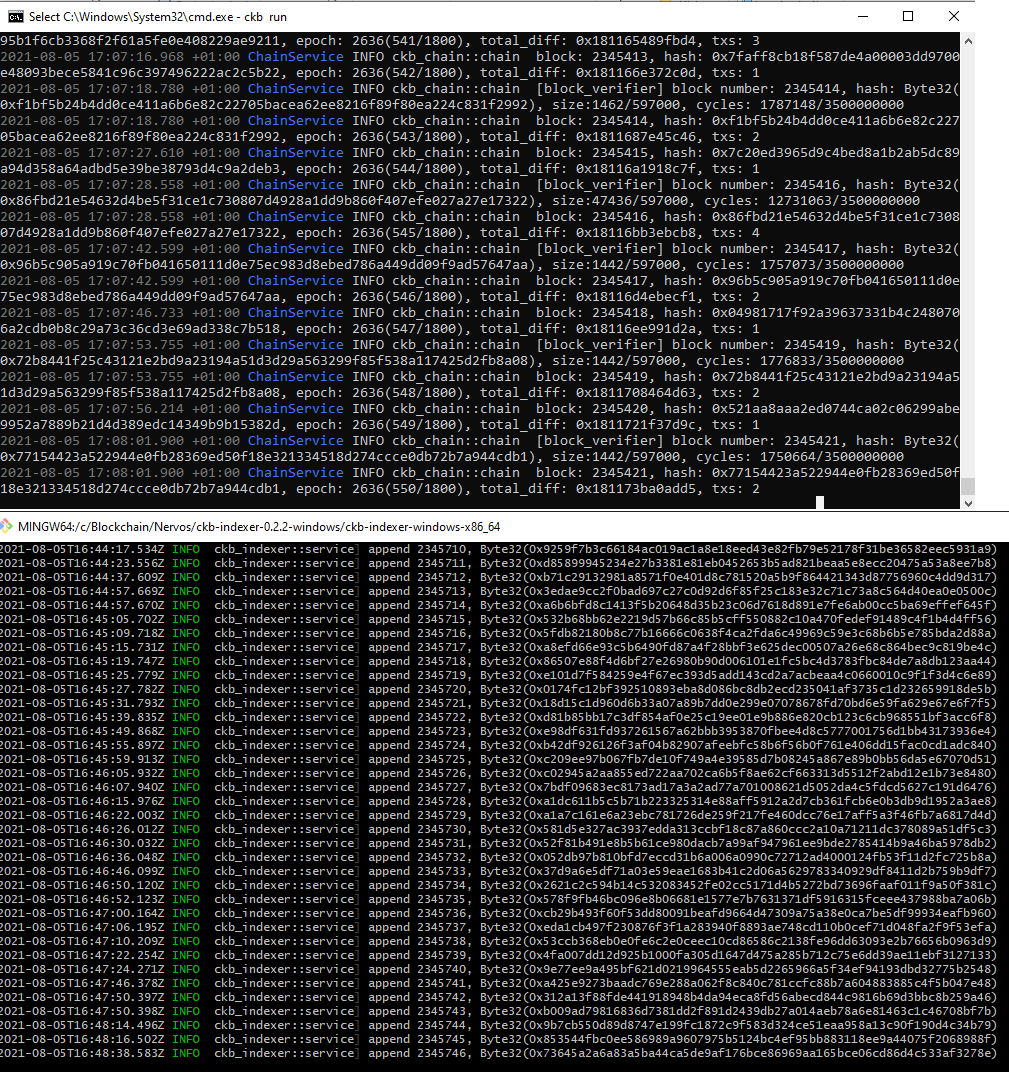 Select C:\Windows\System32\cmd.exe - ckb run
95b1f6cb3368f2f61a5fe0e408229ae9211, epoch: 2636(541/1800), total_diff: 0x181165489fbd4, txs: 3
2021-08-05 17:07:16.968 +01:00 ChainService INFO ckb_chain::chain  block: 2345413, hash: 0x7faff8cb18f587de4a00003dd9700
e48093bece5841c96c397496222ac2c5b22, epoch: 2636(542/1800), total_diff: 0x181166e372c0d, txs: 1
2021-08-05 17:07:18.780 +01:00 ChainService INFO ckb_chain::chain  [block_verifier] block number: 2345414, hash: Byte32(
0xf1bf5b24b4dd0ce411a6b6e82c22705bacea62ee8216f89f80ea224c831f2992), size:1462/597000, cycles: 1787148/3500000000
2021-08-05 17:07:18.780 +01:00 ChainService INFO ckb_chain::chain  block: 2345414, hash: 0xf1bf5b24b4dd0ce411a6b6e82c227
05bacea62ee8216f89f80ea224c831f2992, epoch: 2636(543/1800), total_diff: 0x1811687e45c46, txs: 2
2021-08-05 17:07:27.610 +01:00 ChainService INFO ckb_chain::chain  block: 2345415, hash: 0x7c20ed3965d9c4bed8a1b2ab5dc89
a94d358a64adbd5e39be38793d4c9a2deb3, epoch: 2636(544/1800), total_diff: 0x18116a1918c7f, txs: 1
2021-08-05 17:07:28.558 +01:00 ChainService INFO ckb_chain::chain  [block_verifier] block number: 2345416, hash: Byte32(
0x86fbd21e54632d4be5f31ce1c730807d4928a1dd9b860f407efe027a27e17322), size:47436/597000, cycles: 12731063/3500000000
2021-08-05 17:07:28.558 +01:00 ChainService INFO ckb_chain::chain  block: 2345416, hash: 0x86fbd21e54632d4be5f31ce1c7308
07d4928a1dd9b860f407efe027a27e17322, epoch: 2636(545/1800), total_diff: 0x18116bb3ebcb8, txs: 4
2021-08-05 17:07:42.599 +01:00 ChainService INFO ckb_chain::chain  [block_verifier] block number: 2345417, hash: Byte32(
0x96b5c905a919c70fb041650111d0e75ec983d8ebed786a449dd09f9ad57647aa), size:1442/597000, cycles: 1757073/3500000000
2021-08-05 17:07:42.599 +01:00 ChainService INFO ckb_chain::chain  block: 2345417, hash: 0x96b5c905a919c70fb041650111d0e
75ec983d8ebed786a449dd09f9ad57647aa, epoch: 2636(546/1800), total_diff: 0x18116d4ebecf1, txs: 2
2021-08-05 17:07:46.733 +01:00 ChainService INFO ckb_chain::chain  block: 2345418, hash: 0x04981717f92a39637331b4c248070
6a2cdb0b8c29a73c36cd3e69ad338c7b518, epoch: 2636(547/1800), total_diff: 0x18116ee991d2a, txs: 1
2021-08-05 17:07:53.755 +01:00 ChainService INFO ckb_chain::chain  [block_verifier] block number: 2345419, hash: Byte32(
0x72b8441f25c43121e2bd9a23194a51d3d29a563299f85f538a117425d2fb8a08), size:1442/597000, cycles: 1776833/3500000000
2021-08-05 17:07:53.755 +01:00 ChainService INFO ckb_chain::chain  block: 2345419, hash: 0x72b8441f25c43121e2bd9a23194a5
1d3d29a563299f85f538a117425d2fb8a08, epoch: 2636(548/1800), total_diff: 0x1811708464d63, txs: 2
2021-08-05 17:07:56.214 +01:00 ChainService INFO ckb_chain::chain  block: 2345420, hash: 0x521aa8aaa2ed0744ca02c06299abe
9952a7889b21d4d389edc14349b9b15382d, epoch: 2636(549/1800), total_diff: 0x1811721f37d9c, txs: 1
2021-08-05 17:08:01.900 +01:00 ChainService INFO ckb_chain::chain  [block_verifier] block number: 2345421, hash: Byte32(
0x77154423a522944e0fb28369ed50f18e321334518d274ccce0db72b7a944cdb1), size:1442/597000, cycles: 1750664/3500000000
2021-08-05 17:08:01.900 +01:00 ChainService INFO ckb_chain::chain  block: 2345421, hash: 0x77154423a522944e0fb28369ed50f
18e321334518d274ccce0db72b7a944cdb1, epoch: 2636(550/1800), total_diff: 0x181173ba0add5, txs: 2
MINGW64:/c/Blockchain/Nervos/ckb-indexer-0.2.2-windows/ckb-indexer-windows-x86_64
2021-08-05T16:44:17.534Z INFO  ckb_indexer::service] append 2345710, Byte32(0x9259f7b3c66184ac019ac1a8e18eed43e82fb79e52178f31be36582eec5931a9)
2021-08-05T16:44:23.556Z INFO  ckb_indexer::service] append 2345711, Byte32(0xd85899945234e27b3381e81eb0452653b5ad821beaa5e8ecc20475a53a8ee7b8)
2021-08-05T16:44:37.609Z INFO  ckb_indexer::service] append 2345712, Byte32(0xb71c29132981a8571f0e401d8c781520a5b9f864421343d87756960c4dd9d317)
2021-08-05T16:44:57.669Z INFO  ckb_indexer::service] append 2345713, Byte32(0x3edae9cc2f0bad697c27c0d92d6f85f25c183e32c71c73a8c564d40ea0e0500c)
2021-08-05T16:44:57.670Z INFO  ckb_indexer::service] append 2345714, Byte32(0xa6b6bfd8c1413f5b20648d35b23c06d7618d891e7fe6ab00cc5ba69effef645f)
2021-08-05T16:45:05.702Z INFO  ckb_indexer::service] append 2345715, Byte32(0x532b68bb62e2219d57b66c85b5cff550882c10a470fedef91489c4f1b4d4ff56)
2021-08-05T16:45:09.718Z INFO  ckb_indexer::service] append 2345716, Byte32(0x5fdb82180b8c77b16666c0638f4ca2fda6c49969c59e3c68b6b5e785bda2d88a)
2021-08-05T16:45:15.731Z INFO  ckb_indexer::service] append 2345717, Byte32(0xa8efd66e93c5b6490fd87a4f28bbf3e625dec00507a26e68c864bec9c819be4c)
2021-08-05T16:45:19.747Z INFO  ckb_indexer::service] append 2345718, Byte32(0x86507e88f4d6bf27e26980b90d006101e1fc5bc4d3783fbc84de7a8db123aa44)
2021-08-05T16:45:25.779Z INFO  ckb_indexer::service] append 2345719, Byte32(0xe101d7f584259e4f67ec393d5add143cd2a7acbeaa4c0660010c9f1f3d4c6e89)
2021-08-05T16:45:27.782Z INFO  ckb_indexer::service] append 2345720, Byte32(0x0174fc12bf392510893eba8d086bc8db2ecd235041af3735c1d232659918de5b)
2021-08-05T16:45:31.793Z INFO  ckb_indexer::service] append 2345721, Byte32(0x18d15c1d960d6b33a07a89b7dd0e299e07078678fd70bd6e59fa629e67e6f7f5)
2021-08-05T16:45:39.835Z INFO  ckb_indexer::service] append 2345722, Byte32(0xd81b85bb17c3df854af0e25c19ee01e9b886e820cb123c6cb968551bf3acc6f8)
2021-08-05T16:45:49.868Z INFO  ckb_indexer::service] append 2345723, Byte32(0xe98df631fd937261567a62bbb3953870fbee4d8c5777001756d1bb43173936e4)
2021-08-05T16:45:55.897Z INFO  ckb_indexer::service] append 2345724, Byte32(0xb42df926126f3af04b82907afeebfc58b6f56b0f761e406dd15fac0cd1adc840)
2021-08-05T16:45:59.913Z INFO  ckb_indexer::service] append 2345725, Byte32(0xc209ee97b067fb7de10f749a4e39585d7b08245a867e89b0bb56da5e67070d51)
2021-08-05T16:46:05.932Z INFO  ckb_indexer::service] append 2345726, Byte32(0xc02945a2aa855ed722aa702ca6b5f8ae62cf663313d5512f2abd12e1b73e8480)
2021-08-05T16:46:07.940Z INFO  ckb_indexer::service] append 2345727, Byte32(0x7bdf09683ec8173ad17a3a2ad77a701008621d5052da4c5fdcd5627c191d6476)
2021-08-05T16:46:15.976Z INFO  ckb_indexer::service] append 2345728, Byte32(0xa1dc611b5c5b71b223325314e88aff5912a2d7cb361fcb6e0b3db9d1952a3ae8)
2021-08-05T16:46:22.003Z INFO  ckb_indexer::service] append 2345729, Byte32(0xa1a7c161e6a23ebc781726de259f217fe460dcc76e17aff5a3f46fb7a6817d4d)
2021-08-05T16:46:26.012Z INFO  ckb_indexer::service] append 2345730, Byte32(0x581d5e327ac3937edda313ccbf18c87a860ccc2a10a71211dc378089a51df5c3)
2021-08-05T16:46:30.032Z INFO  ckb_indexer::service] append 2345731, Byte32(0x52f81b491e8b5b61ce980dacb7a99af947961ee9bde2785414b9a46ba5978db2)
2021-08-05T16:46:36.048Z INFO  ckb_indexer::service] append 2345732, Byte32(0x052db97b810bfd7eccd31b6a006a0990c72712ad4000124fb53f11d2fc725b8a)
2021-08-05T16:46:46.099Z INFO  ckb_indexer::service] append 2345733, Byte32(0x37d9a6e5df71a03e59eae1683b41c2d06a5629783340929df8411d2b759b9df7)
2021-08-05T16:46:50.120Z INFO  ckb_indexer::service] append 2345734, Byte32(0x2621c2c594b14c532083452fe02cc5171d4b5272bd73696faaf011f9a50f381c)
2021-08-05T16:46:52.123Z INFO  ckb_indexer::service] append 2345735, Byte32(0x578f9fb46bc096e8b06681e1577e7b7631371df5916315fceee437988ba7a06b)
2021-08-05T16:47:00.164Z INFO  ckb_indexer::service] append 2345736, Byte32(0xcb29b493f60f53dd80091beafd9664d47309a75a38e0ca7be5df99934eafb960)
2021-08-05T16:47:06.195Z INFO  ckb_indexer::service] append 2345737, Byte32(0xeda1cb497f230876f3f1a283940f8893ae748cd110b0cef71d048fa2f9f53efa)
2021-08-05T16:47:10.209Z INFO  ckb_indexer::service] append 2345738, Byte32(0x53ccb368eb0e0fe6c2e0ceec10cd86586c2138fe96dd63093e2b76656b0963d9)
2021-08-05T16:47:22.254Z INFO  ckb_indexer::service] append 2345739, Byte32(0x4fa007dd12d925b1000fa305d1647d475a285b712c75e6dd39ae11ebf3127133)
2021-08-05T16:47:24.271Z INFO  ckb_indexer::service] append 2345740, Byte32(0x9e77ee9a495bf621d0219964555eab5d2265966a5f34ef94193dbd32775b2548)
2021-08-05T16:47:46.378Z INFO  ckb_indexer::service] append 2345741, Byte32(0xa425e9273baadc769e288a062f8c840c781ccfc88b7a604883885c4f5b047e48)
2021-08-05T16:47:50.397Z INFO  ckb_indexer::service] append 2345742, Byte32(0x312a13f88fde441918948b4da94eca8fd56abecd844c9816b69d3bbc8b259a46)
2021-08-05T16:47:50.398Z INFO  ckb_indexer::service] append 2345743, Byte32(0xb009ad79816836d7381dd2f891d2439db27a014aeb78a6e81463c1c46708bf7b)
2021-08-05T16:48:14.496Z INFO  ckb_indexer::service] append 2345744, Byte32(0x9b7cb550d89d8747e199fc1872c9f583d324ce51eaa958a13c90f190d4c34b79)
2021-08-05T16:48:16.502Z INFO  ckb_indexer::service] append 2345745, Byte32(0x853544fbc0ee586989a9607975b5124bc4ef95bb883118ee9a44075f2068988f)
2021-08-05T16:48:38.583Z INFO  ckb_indexer::service] append 2345746, Byte32(0x73645a2a6a83a5ba44ca5de9af176bce86969aa165bce06cd86d4c533af3278e)